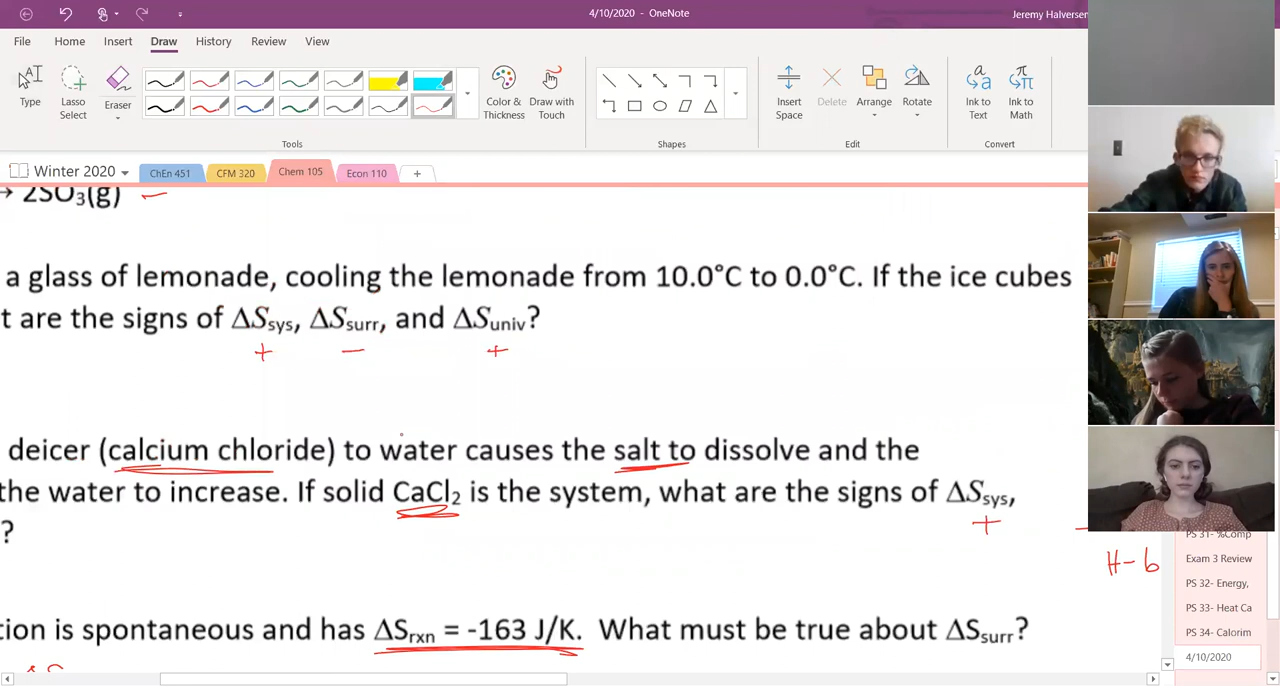 4/10/2020 - OneNote
Jeremy Halversen
File Home Insert Draw History Review View
Type
Lasso Select
Eraser
Color & Thickness
Draw with Touch
Insert Space
Delete
Arrange
Rotate
Ink to Text
Ink to Math
Tools
Shapes
Edit
Convert
Winter 2020
ChEn 451
CFM 320
Chem 105
Econ 110
+
→ 2SO₃(g) −
a glass of lemonade, cooling the lemonade from 10.0°C to 0.0°C. If the ice cubes
t are the signs of ΔSsys, ΔSsurr, and ΔSuniv?
+ − +
deicer (calcium chloride) to water causes the salt to dissolve and the
the water to increase. If solid CaCl₂ is the system, what are the signs of ΔSsys,
+
?
H-b
tion is spontaneous and has ΔSrxn = -163 J/K. What must be true about ΔSsurr?
PS 31- %Comp
Exam 3 Review
PS 32- Energy,
PS 33- Heat Ca
PS 34- Calorim
4/10/2020